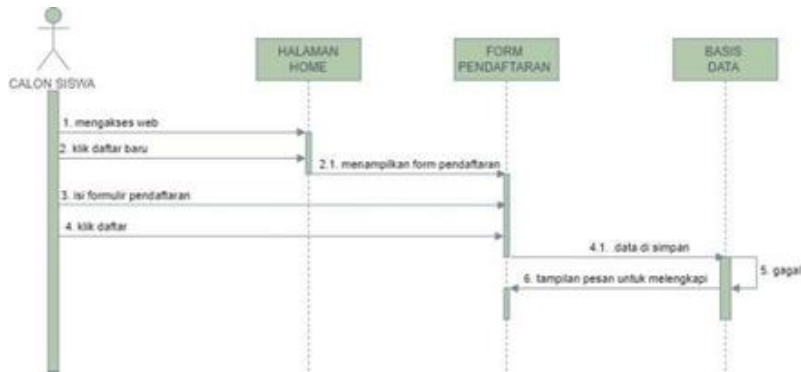 HALAMAN
HOME
FORM
PENDAFTARAN
BASIS
DATA
CALON SISWA
1. mengakses web
2. klik daftar baru
2.1. menampilkan form pendaftaran
3. isi formulir pendaftaran
4. klik daftar
4.1. .data di simpan
5. gagal
6. tampilan pesan untuk melengkapi